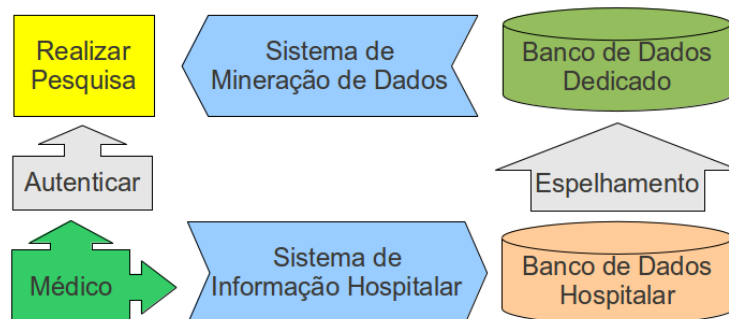 Realizar
Pesquisa
Sistema de
Mineração de Dados
Banco de Dados
Dedicado
Autenticar
Espelhamento
Médico
Sistema de
Informação Hospitalar
Banco de Dados
Hospitalar